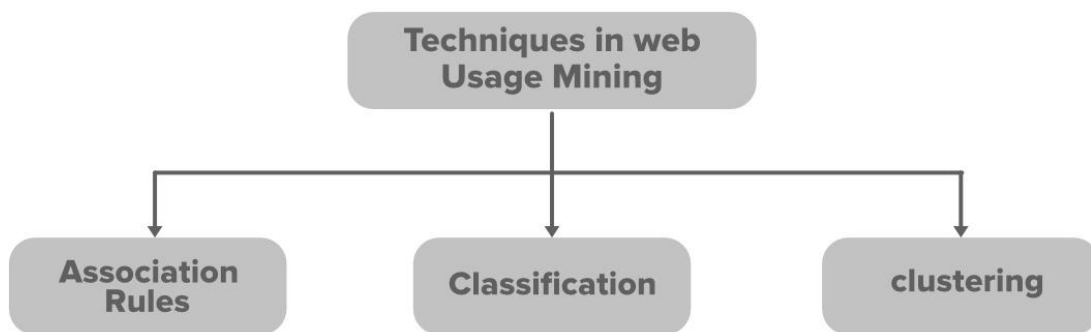 Techniques in web
Usage Mining
Association
Rules
Classification
clustering